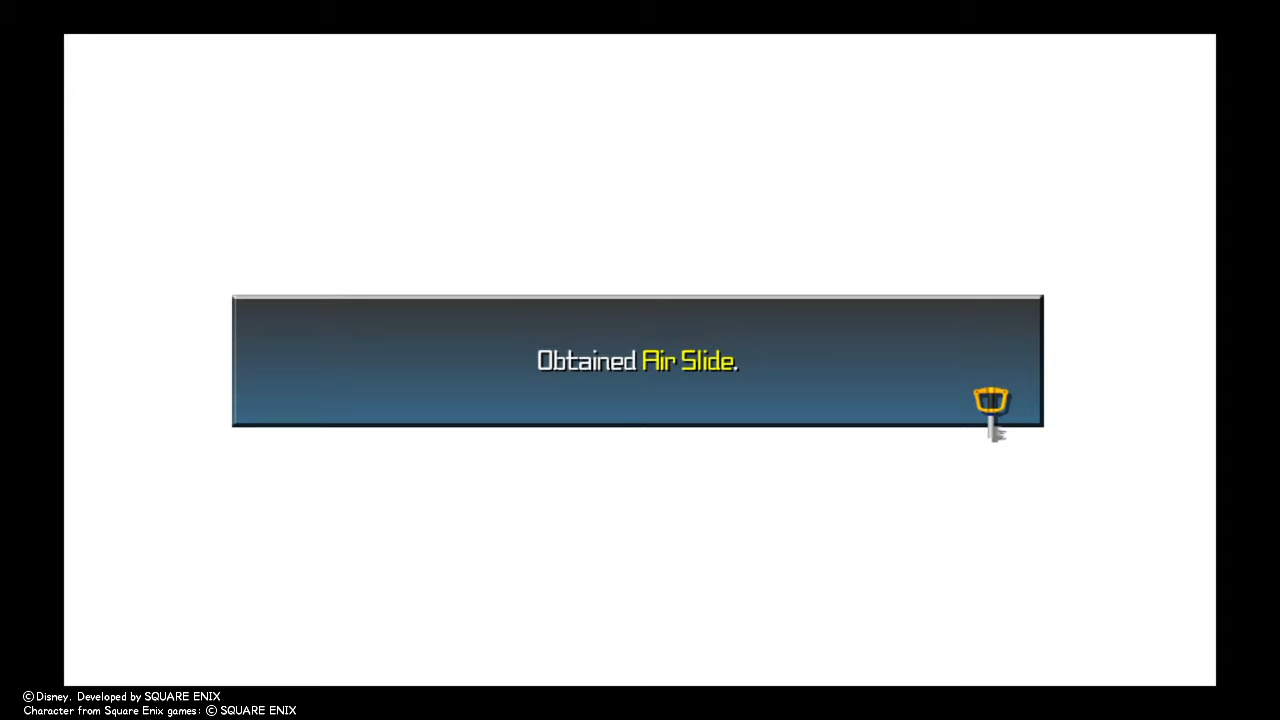 Obtained Air Slide.
© Disney. Developed by SQUARE ENIX
Character from Square Enix games: © SQUARE ENIX